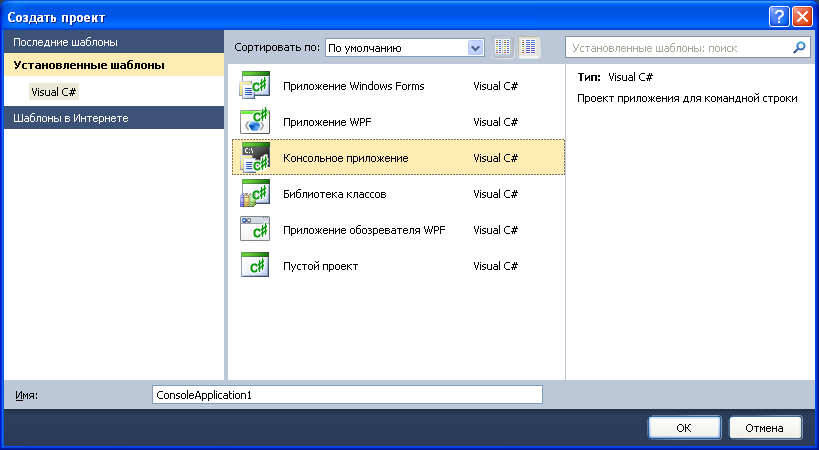 Создать проект
Последние шаблоны
Установленные шаблоны
Visual C#
Шаблоны в Интернете
Сортировать по: По умолчанию
Установленные шаблоны: поиск
Приложение Windows Forms Visual C#
Приложение WPF Visual C#
Консольное приложение Visual C#
Библиотека классов Visual C#
Приложение обозревателя WPF Visual C#
Пустой проект Visual C#
Тип: Visual C#
Проект приложения для командной строки
Имя: ConsoleApplication1
OK Отмена